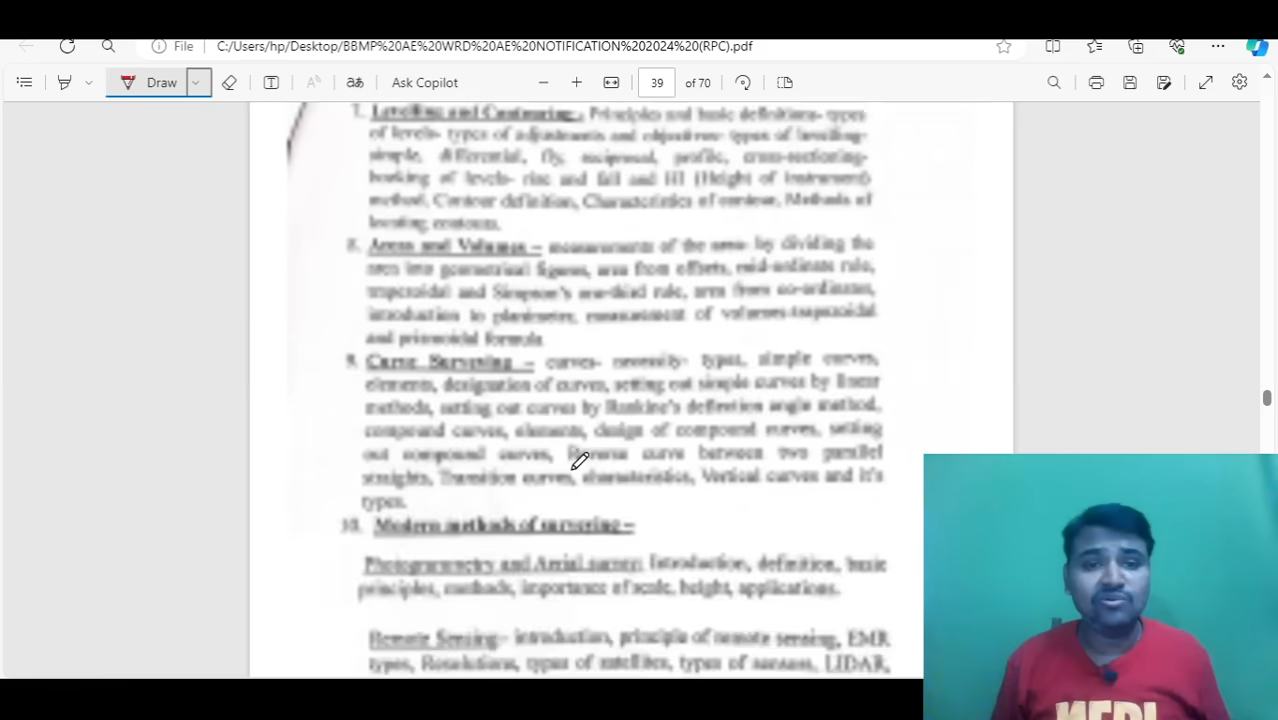 File C:/Users/hp/Desktop/BBMP%20AE%20WRD%20AE%20NOTIFICATION%202024%20(RPC).pdf
Draw Ask Copilot 39 of 70
7. Levelling and Contouring - Principles and basic definitions- types
of levels- types of adjustments and objectives- types of levelling-
simple, differential, fly, reciprocal, profile, cross-sectioning-
booking of levels- rise and fall and HI (Height of instrument)
method, Contour definition, Characteristics of contour, Methods of
locating contours.
8. Areas and Volumes – measurements of the area- by dividing the
area into geometrical figures, area from offsets, mid-ordinate rule,
trapezoidal and Simpson's one-third rule, area from co-ordinates,
introduction to planimeter, measurement of volumes-trapezoidal
and prismoidal formula
9. Curve Surveying – curves- necessity- types, simple curves,
elements, designation of curves, setting out simple curves by linear
methods, setting out curves by Rankine's deflection angle method,
compound curves, elements, design of compound curves, setting
out compound curves, Reverse curve between two parallel
straights, Transition curves, characteristics, Vertical curves and it's
types.
10. Modern methods of surveying –
Photogrammetry and Aerial survey: Introduction, definition, basic
principles, methods, importance of scale, height, applications.
Remote Sensing- introduction, principle of remote sensing, EMR
types, Resolutions, types of satellites, types of sensors, LIDAR,